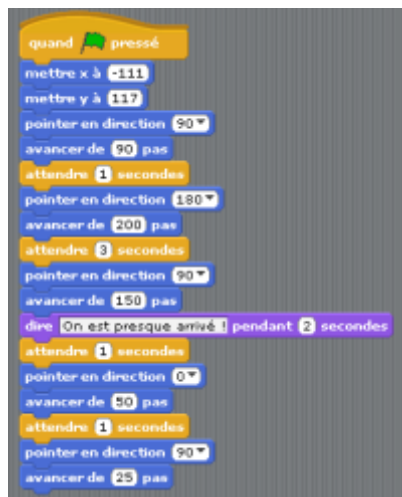 quand pressé
mettre x à -111
mettre y à 117
pointer en direction 90
avancer de 90 pas
attendre 1 secondes
pointer en direction 180
avancer de 200 pas
attendre 3 secondes
pointer en direction 90
avancer de 150 pas
dire On est presque arrivé ! pendant 2 secondes
attendre 1 secondes
pointer en direction 0
avancer de 50 pas
attendre 1 secondes
pointer en direction 90
avancer de 25 pas